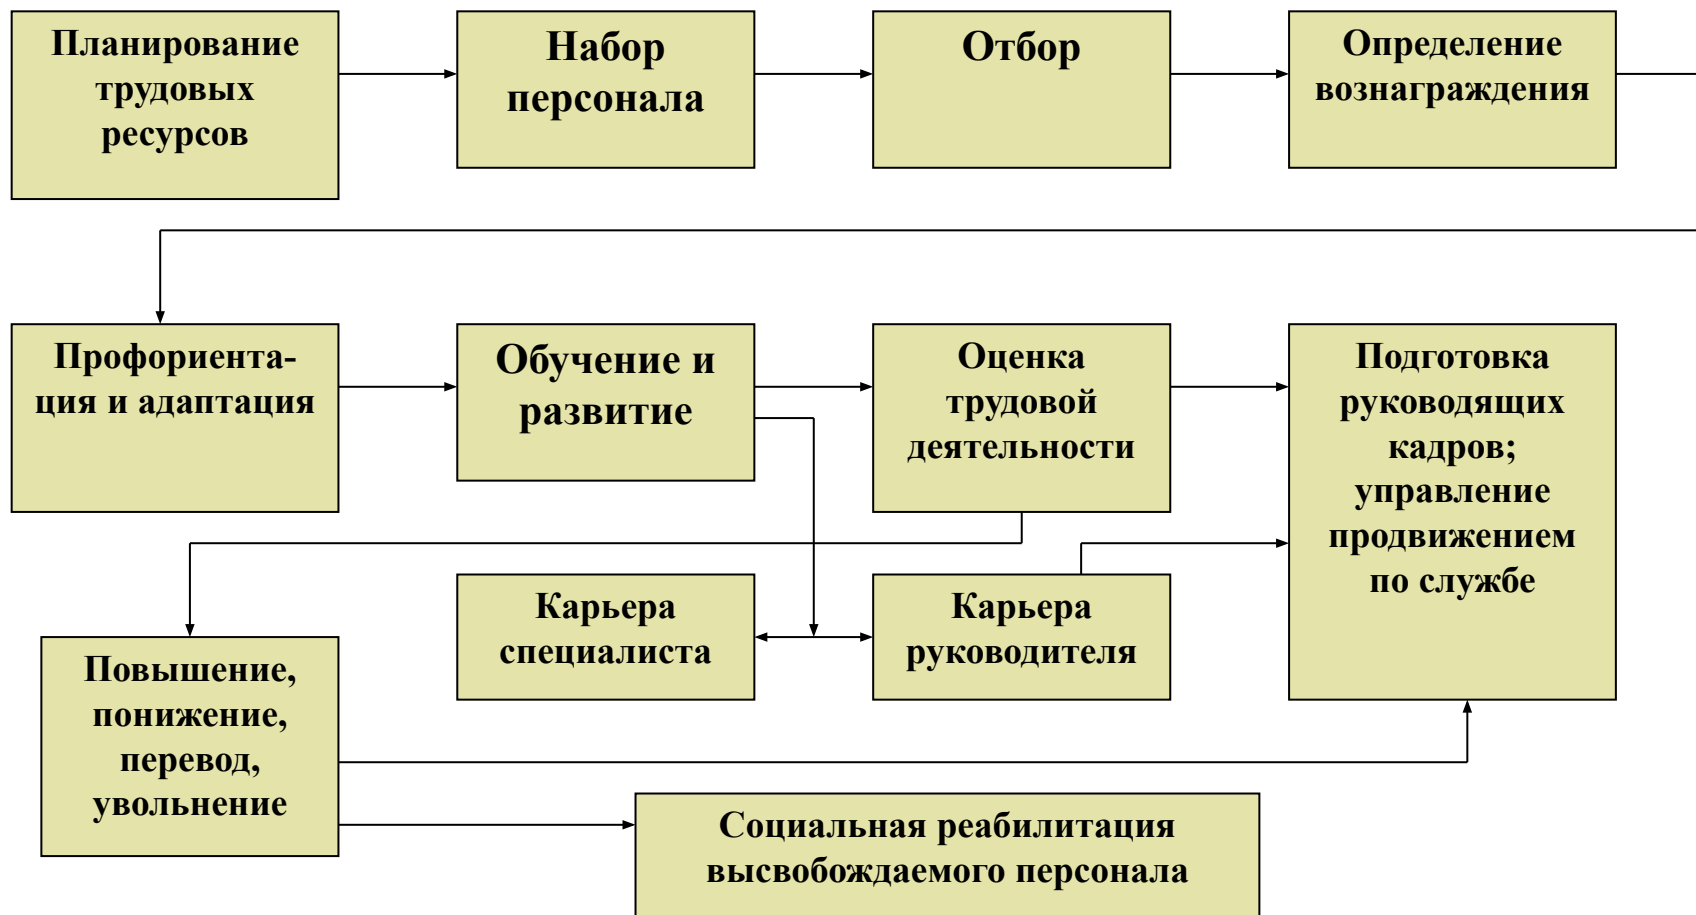 Планирование
трудовых
ресурсов
Набор
персонала
Отбор
Определение
вознаграждения
Профориента-
ция и адаптация
Обучение и
развитие
Оценка
трудовой
деятельности
Подготовка
руководящих
кадров;
управление
продвижением
по службе
Карьера
специалиста
Карьера
руководителя
Повышение,
понижение,
перевод,
увольнение
Социальная реабилитация
высвобождаемого персонала